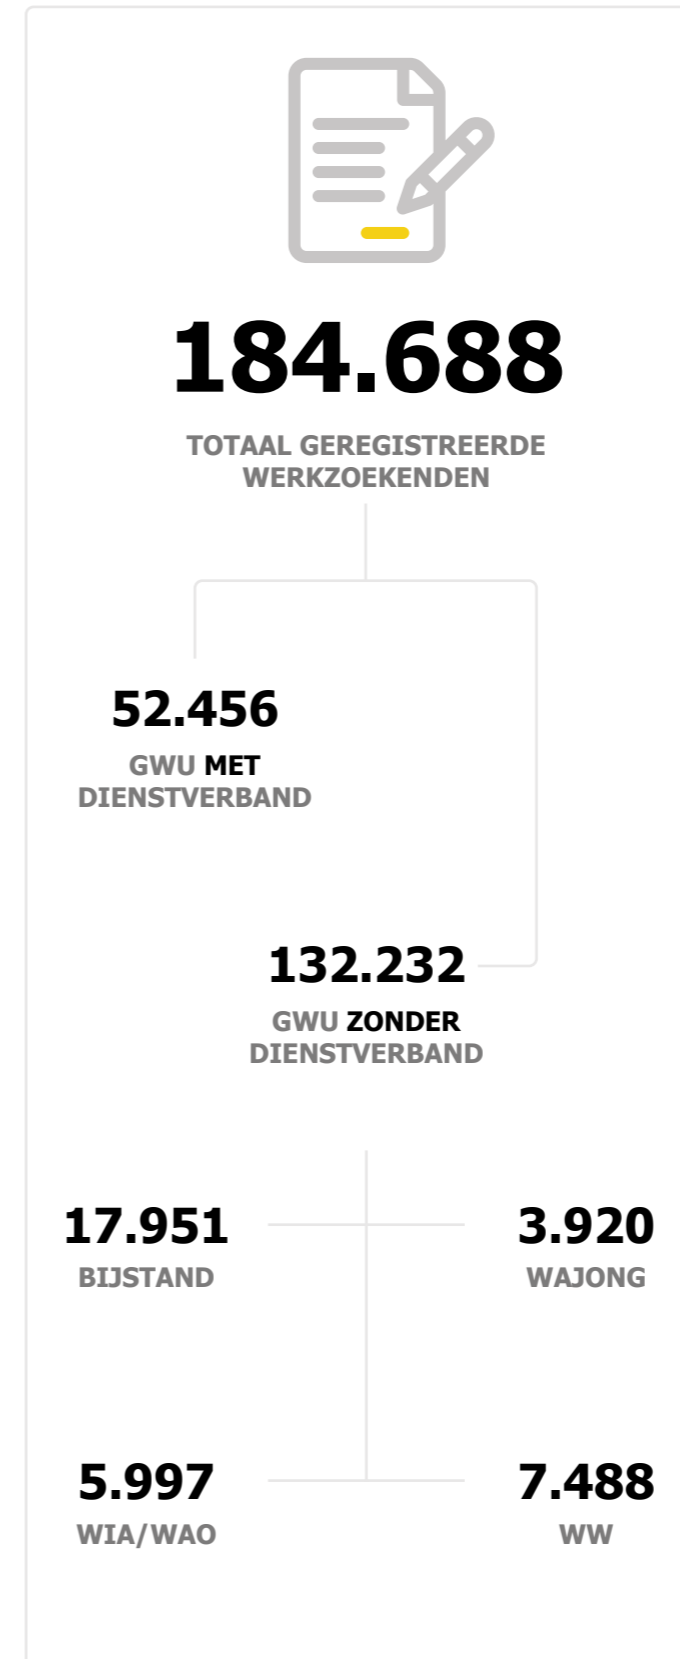 184.688
TOTAAL GEREGISTREERDE
WERKZOEKENDEN
52.456
GWU MET
DIENSTVERBAND
132.232
GWU ZONDER
DIENSTVERBAND
17.951
BIJSTAND
3.920
WAJONG
5.997
WIA/WAO
7.488
WW